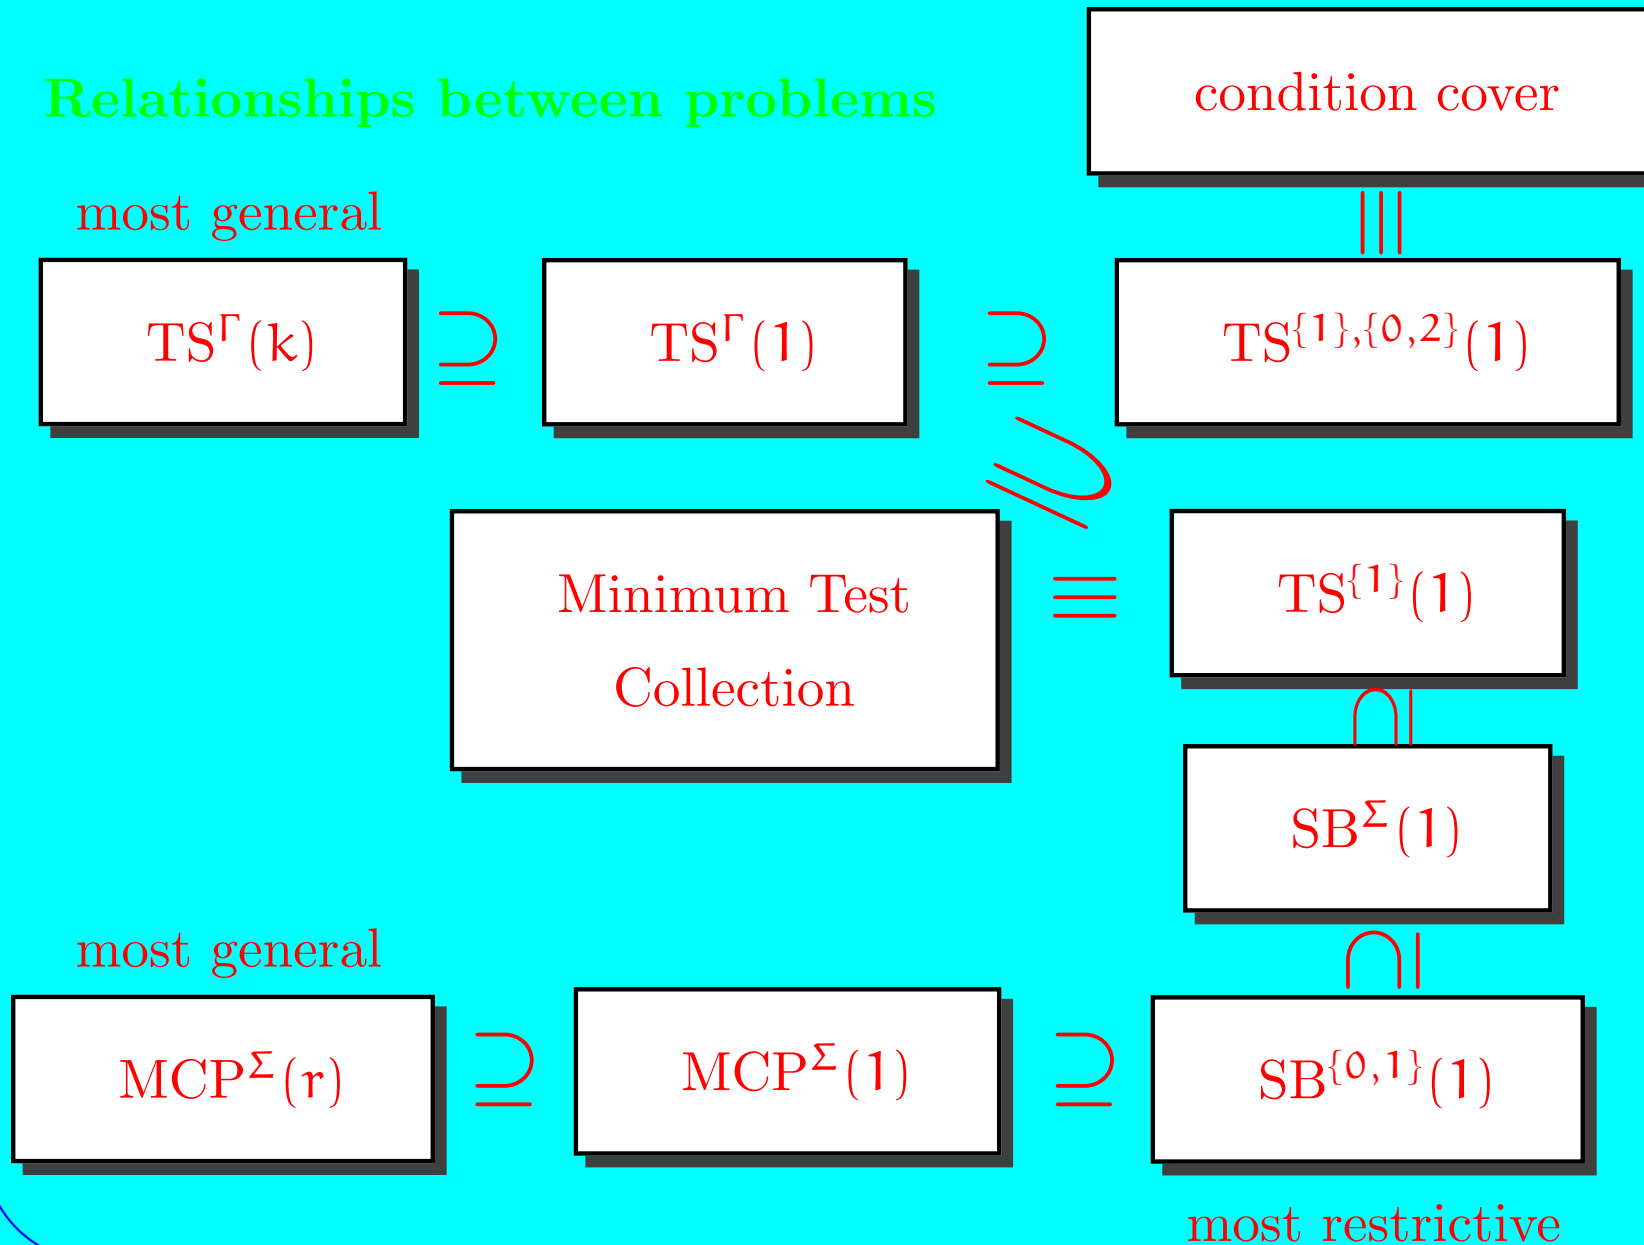 condition cover
Relationships between problems
most general
|||
TS^Γ(k) ⊇ TS^Γ(1) ⊇ TS^{1},{0,2}(1)
⊇
Minimum Test
Collection
≡ TS^{1}(1)
∩|
SB^Σ(1)
∩|
most general
MCP^Σ(r) ⊇ MCP^Σ(1) ⊇ SB^{0,1}(1)
most restrictive